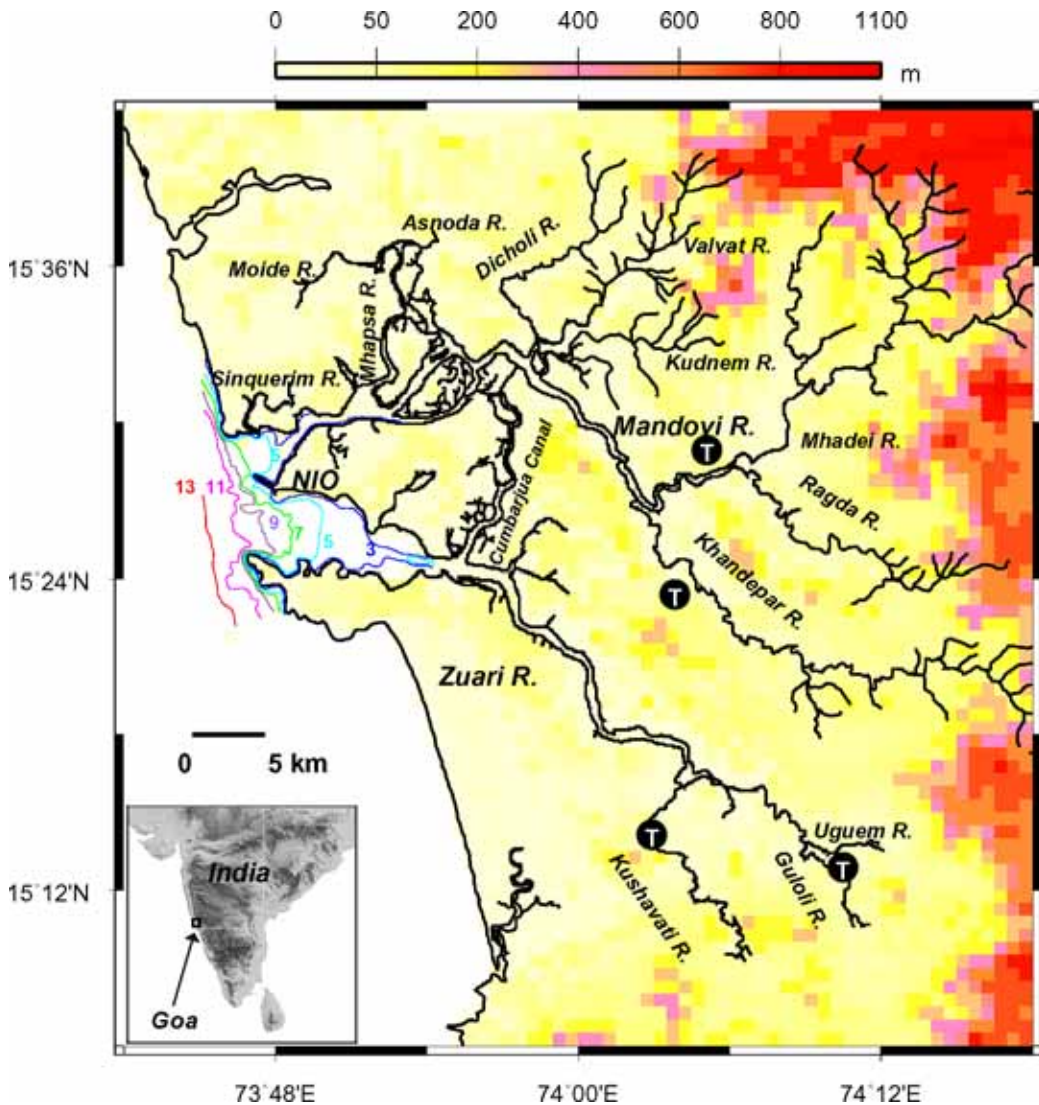 0 50 200 400 600 800 1100
m
Asnoda R.
Dicholi R.
Valvat R.
15°36'N
Moide R.
Mhapsa R.
Kudnem R.
Sinquerim R.
Mandovi R.
T
Mhadei R.
Cumbarjua Canal
NIO
5
13 11
Ragda R.
9
7
5
3
Khandepar R.
15°24'N
T
Zuari R.
0 5 km
T
Uguem R.
T
India
Guloli R.
15°12'N
Kushavati R.
Goa
73°48'E 74°00'E 74°12'E